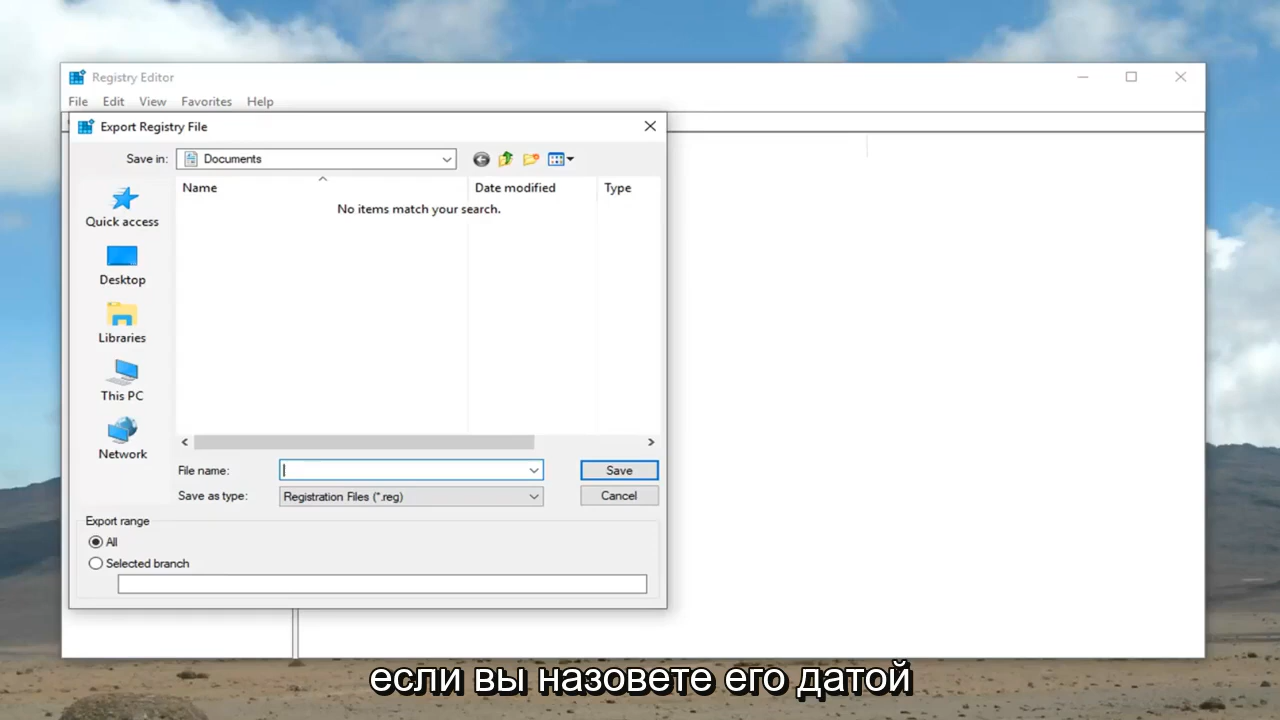 Registry Editor
File Edit View Favorites Help
Export Registry File
Save in: Documents
Name Date modified Type
No items match your search.
Quick access
Desktop
Libraries
This PC
Network
File name: Save
Save as type: Registration Files (*.reg) Cancel
Export range
All
Selected branch
если вы назовете его датой